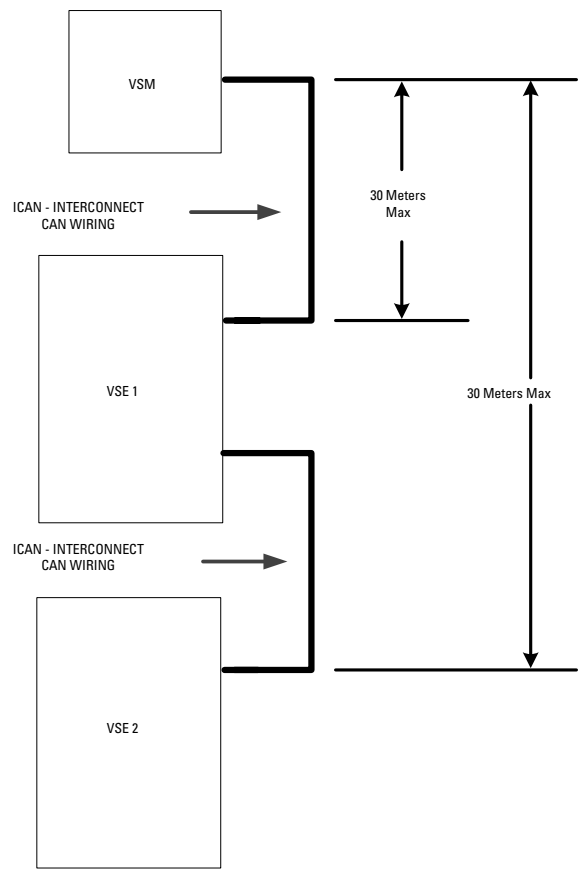 VSM
ICAN - INTERCONNECT
CAN WIRING
30 Meters
Max
VSE 1
30 Meters Max
ICAN - INTERCONNECT
CAN WIRING
VSE 2